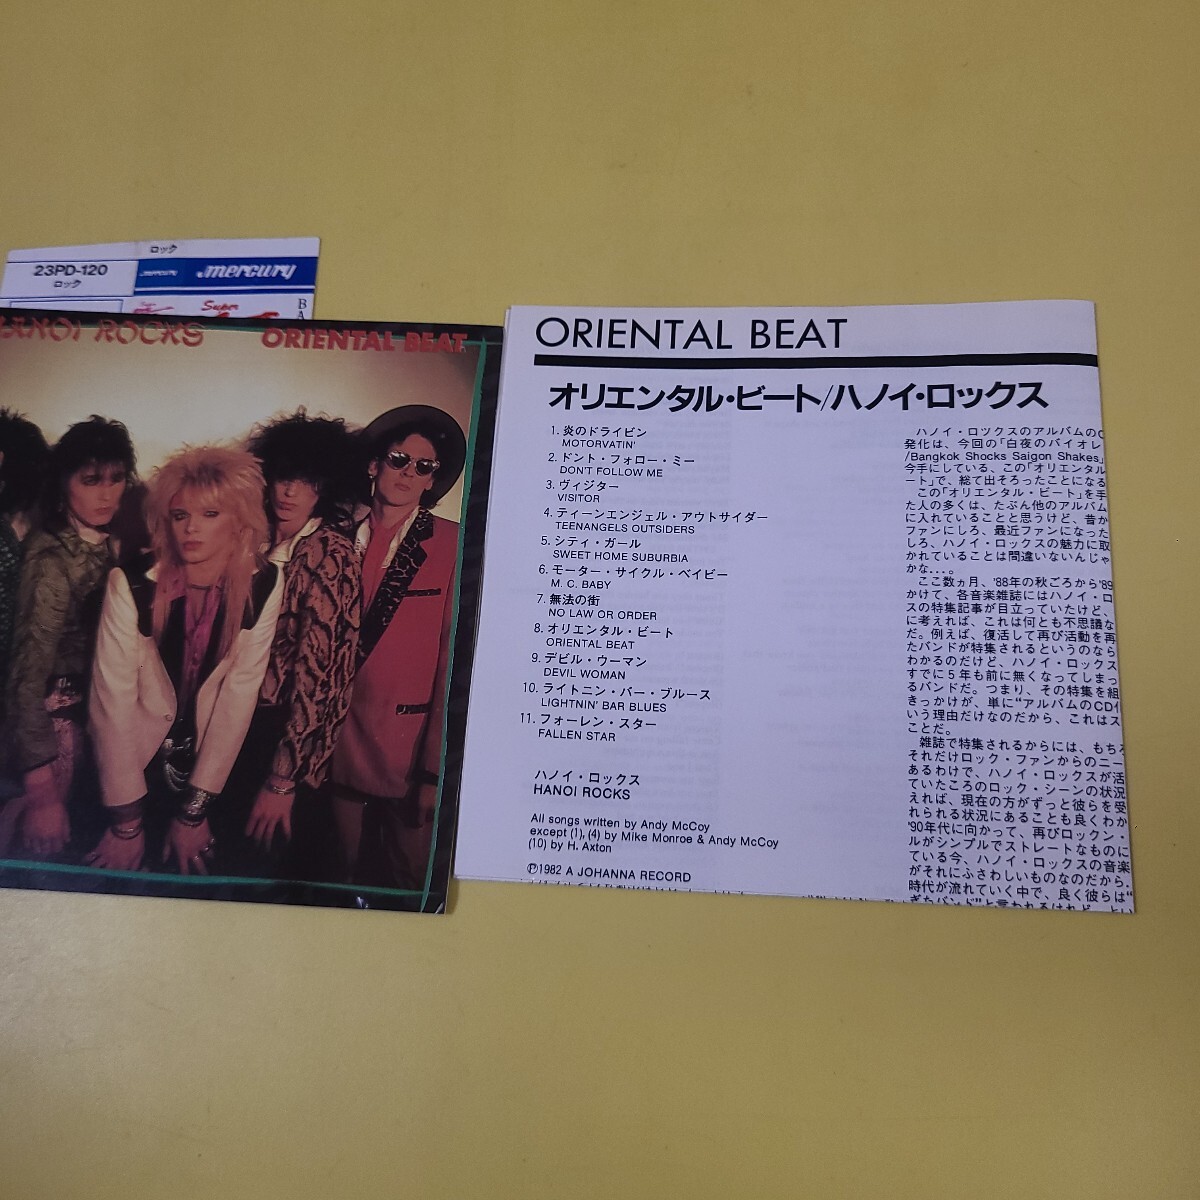 ロック
23PD-120
ロック
mercury
mercury
Super
HANOI ROCKS
ORIENTAL BEAT
ORIENTAL BEAT
オリエンタル・ビート/ハノイ・ロックス
1. 炎のドライビン
MOTORVATIN'
2. ドント・フォロー・ミー
DONT FOLLOW ME
3. ヴィジター
VISITOR
4. ティーンエンジェル・アウトサイダー
TEENANGELS OUTSIDERS
5. シティ・ガール
SWEET HOME SUBURBIA
6. モーター・サイクル・ベイビー
M. C. BABY
7. 無法の街
NO LAW OR ORDER
8. オリエンタル・ビート
ORIENTAL BEAT
9. デビル・ウーマン
DEVIL WOMAN
10. ライトニン・バー・ブルース
LIGHTNIN' BAR BLUES
11. フォーレン・スター
FALLEN STAR
ハノイ・ロックス
HANOI ROCKS
All songs written by Andy McCoy
except (1), (4) by Mike Monroe & Andy McCoy
(10) by H. Axton
Ⓟ1982 A JOHANNA RECORD
ハノイ・ロックスのアルバムのC
発化は、今回の「白夜のバイオレ
/Bangkok Shocks Saigon Shakes」
今手にしている、この「オリエンタル
ート」で、総て出そろったことになる
この「オリエンタル・ビート」を手
た人の多くは、たぶん他のアルバム
に入れていることと思うけど、昔か
ファンにしろ、最近ファンになった
しろ、ハノイ・ロックスの魅力に取
かれていることは間違いないんじゃ
かな...。
ここ数ヵ月、'88年の秋ごろから'89
かけて、各音楽雑誌にはハノイ・ロ
スの特集記事が目立っていたけど、
に考えれば、これは何とも不思議な
だ。例えば、復活して再び活動を再
たバンドが特集されるというのなら
わかるのだけど、ハノイ・ロックス
すでに5年も前に無くなってしまっ
るバンドだ。つまり、その特集を組
きっかけが、単に"アルバムのCD化
いう理由だけなのだから、これはス
ことだ。
雑誌で特集されるからには、もちろ
それだけロック・ファンからのニー
あるわけで、ハノイ・ロックスが活
ていたころのロック・シーンの状況
えれば、現在の方がずっと彼らを受
れられる状況にあることも良くわか
'90年代に向かって、再びロックン・
ルがシンプルでストレートなものに
ている今、ハノイ・ロックスの音楽
がそれにふさわしいものなのだから.
時代が流れていく中で、良く彼らは"
ぎたバンド"と言われるけれど、とい